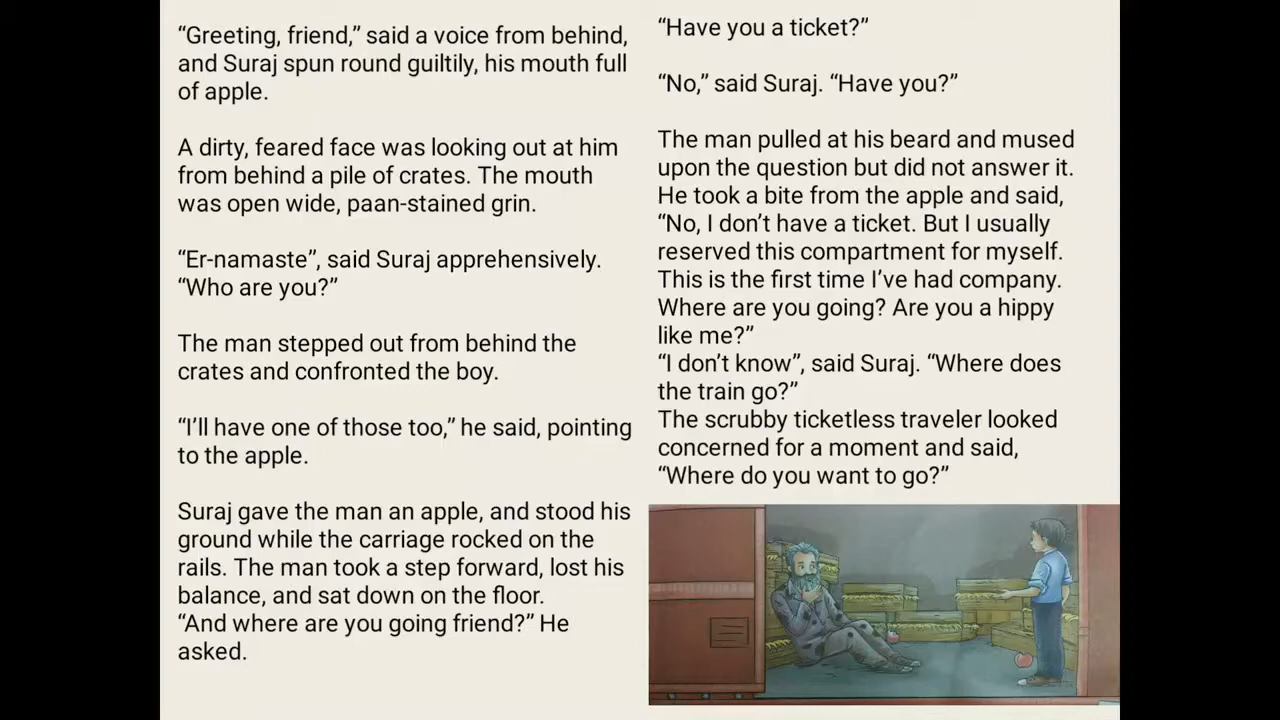 “Greeting, friend,” said a voice from behind,
and Suraj spun round guiltily, his mouth full
of apple.
A dirty, feared face was looking out at him
from behind a pile of crates. The mouth
was open wide, paan-stained grin.
“Er-namaste”, said Suraj apprehensively.
“Who are you?”
The man stepped out from behind the
crates and confronted the boy.
“I’ll have one of those too,” he said, pointing
to the apple.
Suraj gave the man an apple, and stood his
ground while the carriage rocked on the
rails. The man took a step forward, lost his
balance, and sat down on the floor.
“And where are you going friend?” He
asked.
“Have you a ticket?”
“No,” said Suraj. “Have you?”
The man pulled at his beard and mused
upon the question but did not answer it.
He took a bite from the apple and said,
“No, I don’t have a ticket. But I usually
reserved this compartment for myself.
This is the first time I’ve had company.
Where are you going? Are you a hippy
like me?”
“I don’t know”, said Suraj. “Where does
the train go?”
The scrubby ticketless traveler looked
concerned for a moment and said,
“Where do you want to go?”